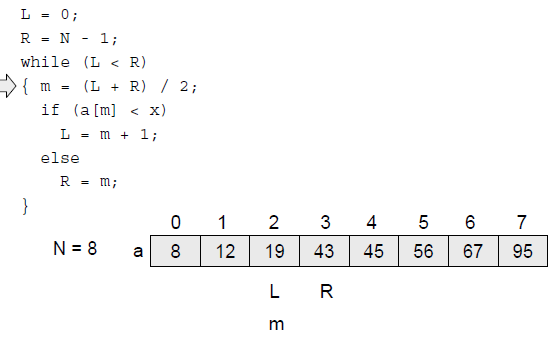 L = 0;
R = N - 1;
while (L < R)
{ m = (L + R) / 2;
if (a[m] < x)
L = m + 1;
else
R = m;
}
0 1 2 3 4 5 6 7
N = 8 a 8 12 19 43 45 56 67 95
L R
m